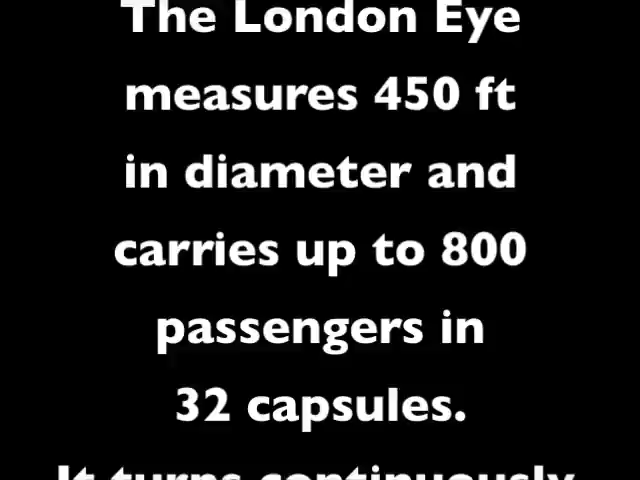 The London Eye
measures 450 ft
in diameter and
carries up to 800
passengers in
32 capsules.
It turns continuously